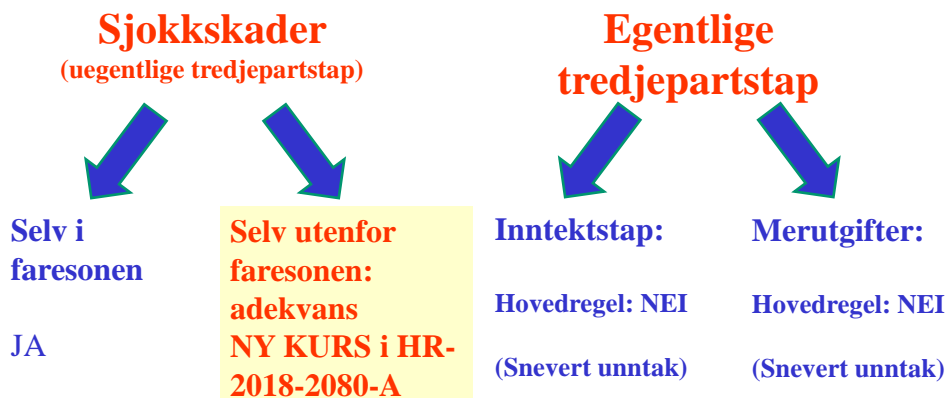 Sjokkskader
(uegentlige tredjepartstap)
Selv i
faresonen
JA
Selv utenfor
faresonen:
adekvans
NY KURS i HR-
2018-2080-A
Egentlige
tredjepartstap
Inntektstap:
Hovedregel: NEI
(Snevert unntak)
Merutgifter:
Hovedregel: NEI
(Snevert unntak)